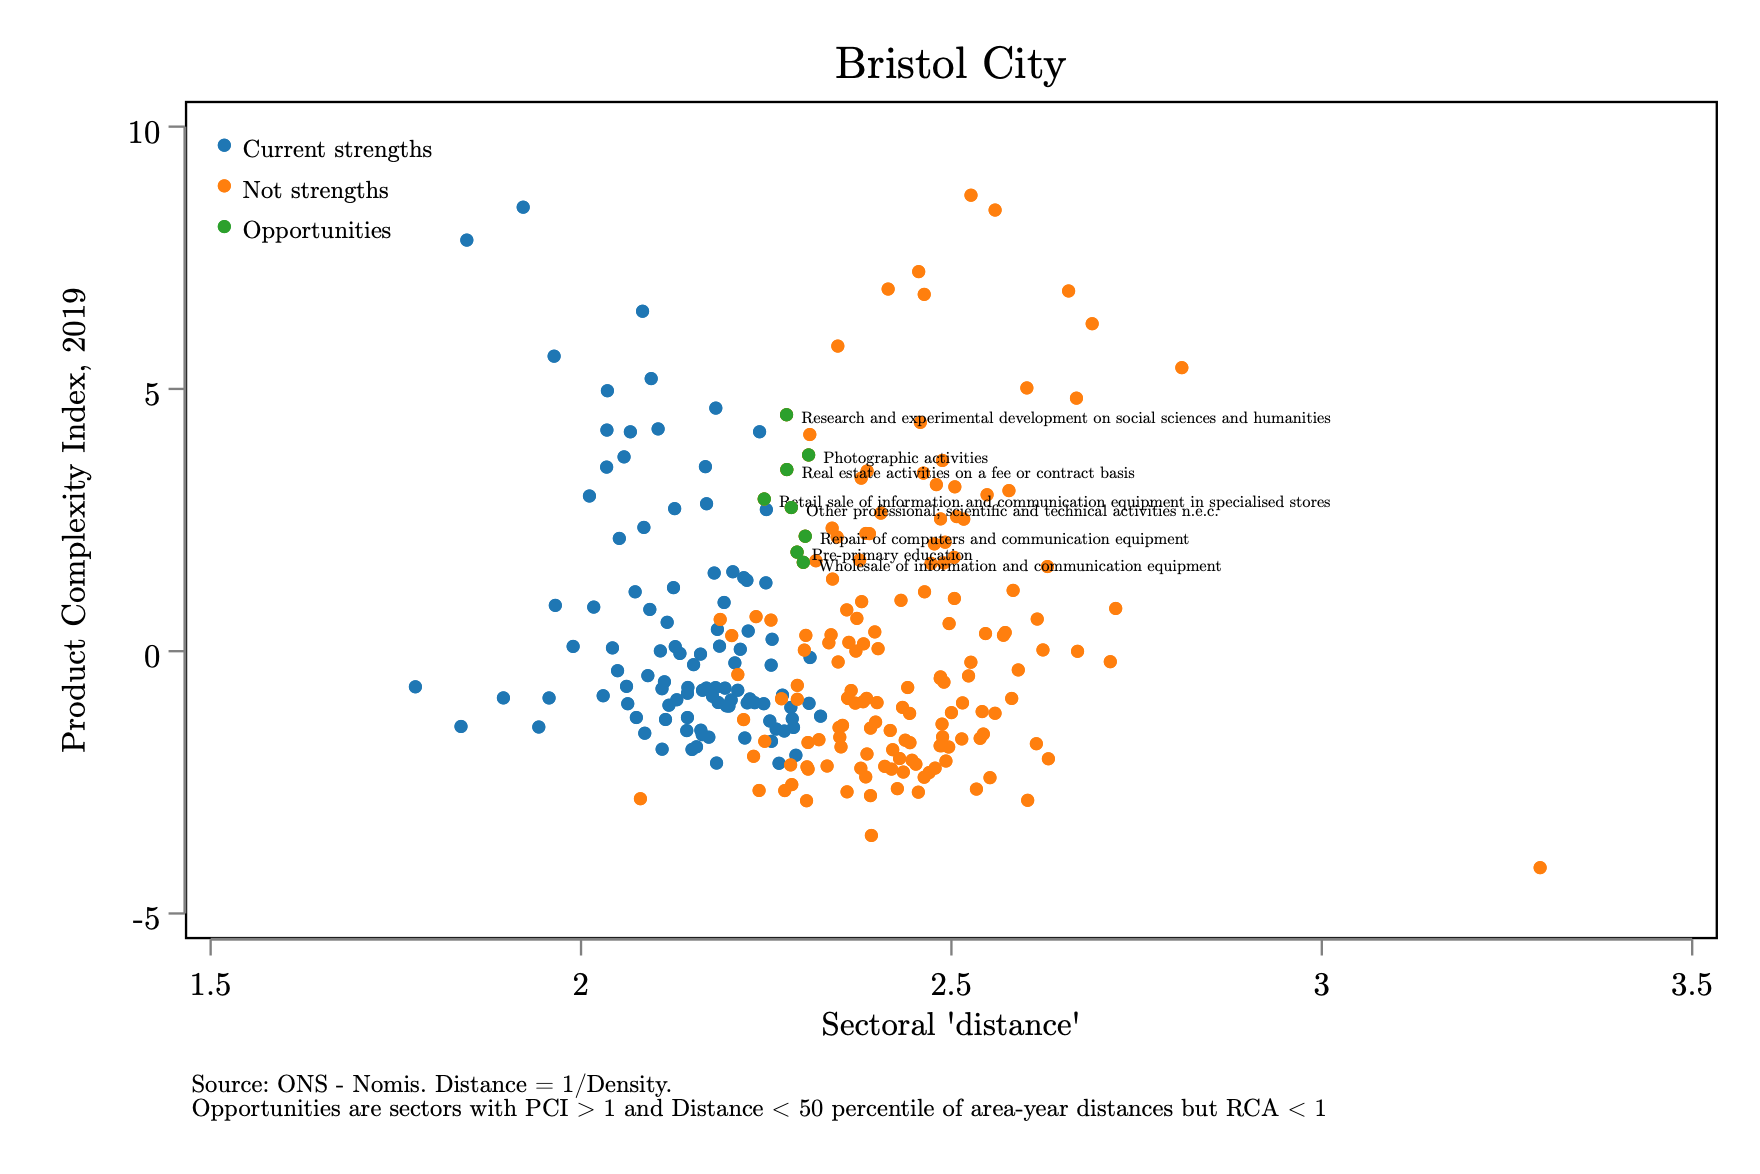 Bristol City
10
5
0
-5
Product Complexity Index, 2019
Current strengths
Not strengths
Opportunities
Research and experimental development on social sciences and humanities
Photographic activities
Real estate activities on a fee or contract basis
Retail sale of information and communication equipment in specialised stores
Other professional; scientific and technical activities n.e.c.
Repair of computers and communication equipment
Pre-primary education
Wholesale of information and communication equipment
1.5 2 2.5 3 3.5
Sectoral 'distance'
Source: ONS - Nomis. Distance = 1/Density.
Opportunities are sectors with PCI > 1 and Distance < 50 percentile of area-year distances but RCA < 1